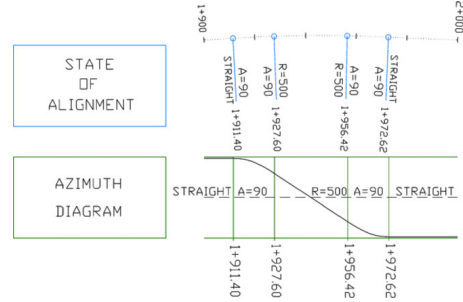 1+900
2+000
STATE
OF
ALIGNMENT
STRAIGHT
A=90
1+911.40
A=90
R=500
1+927.60
R=500
A=90
1+956.42
A=90
STRAIGHT
1+972.62
AZIMUTH
DIAGRAM
STRAIGHT A=90 R=500 A=90 STRAIGHT
1+911.40
1+927.60
1+956.42
1+972.62